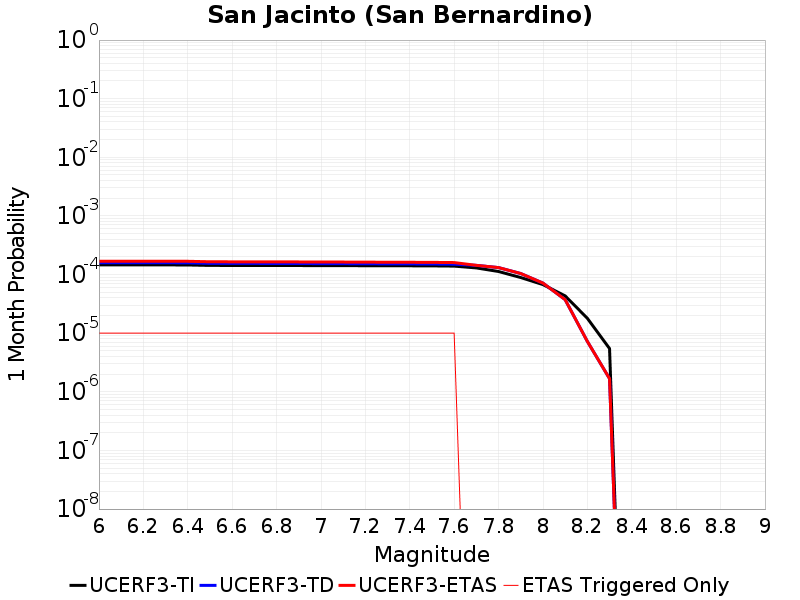 San Jacinto (San Bernardino)
1 Month Probability
10^0
10^-1
10^-2
10^-3
10^-4
10^-5
10^-6
10^-7
10^-8
6 6.2 6.4 6.6 6.8 7 7.2 7.4 7.6 7.8 8 8.2 8.4 8.6 8.8 9
Magnitude
UCERF3-TI UCERF3-TD UCERF3-ETAS ETAS Triggered Only